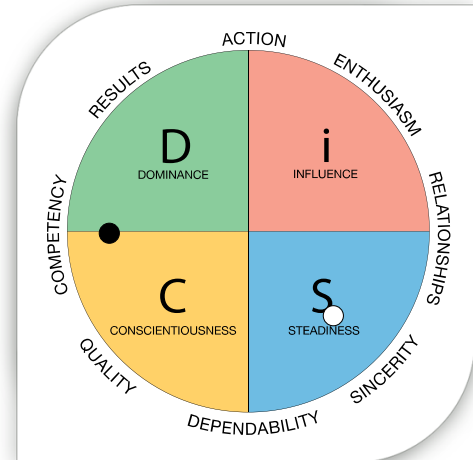 ACTION
ENTHUSIASM
RELATIONSHIPS
SINCERITY
DEPENDABILITY
QUALITY
COMPETENCY
RESULTS
D
DOMINANCE
i
INFLUENCE
C
CONSCIENTIOUSNESS
S
STEADINESS